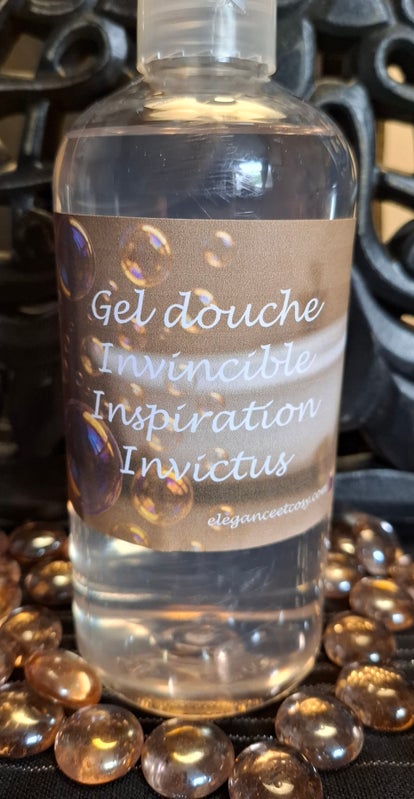 Gel douche
Invincible
Inspiration
Invictus
eleganceetcosy.com